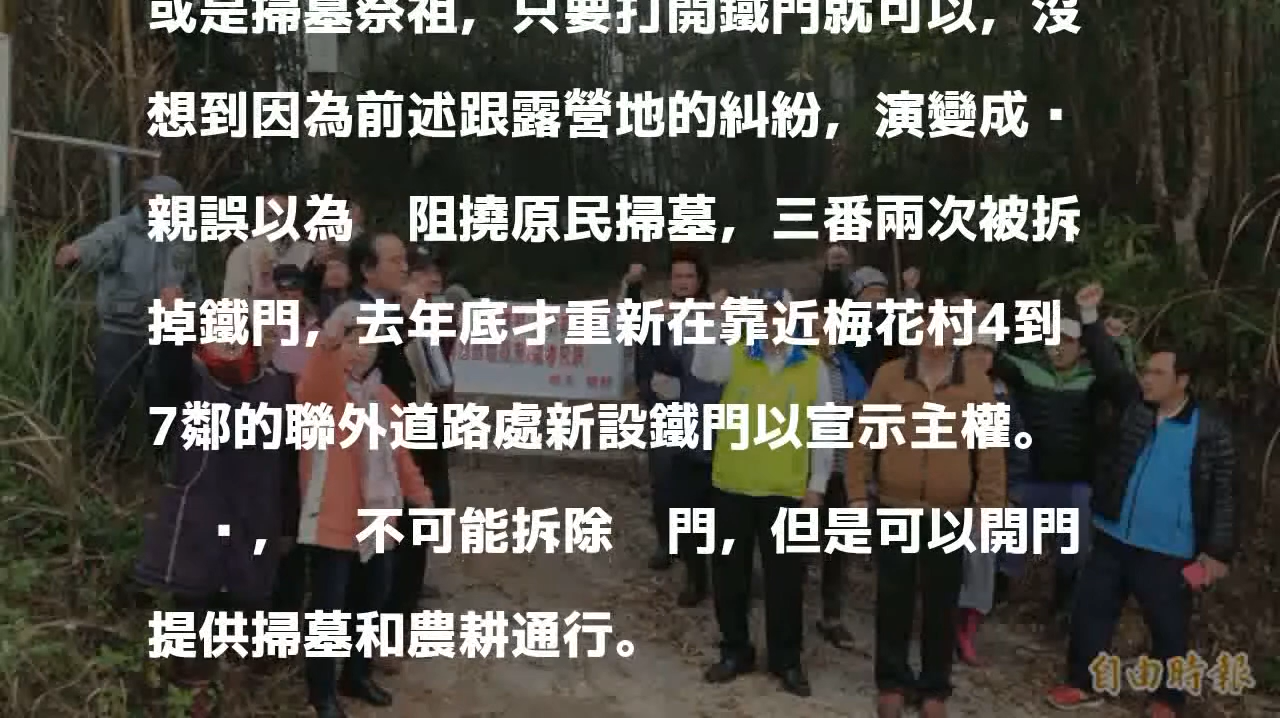 或是掃墓祭祖，只要打開鐵門就可以，沒
想到因為前述跟露營地的糾紛，演變成·
親誤以為　阻撓原民掃墓，三番兩次被拆
掉鐵門，去年底才重新在靠近梅花村4到
7鄰的聯外道路處新設鐵門以宣示主權。
·，　不可能拆除　門，但是可以開門
提供掃墓和農耕通行。
自由時報